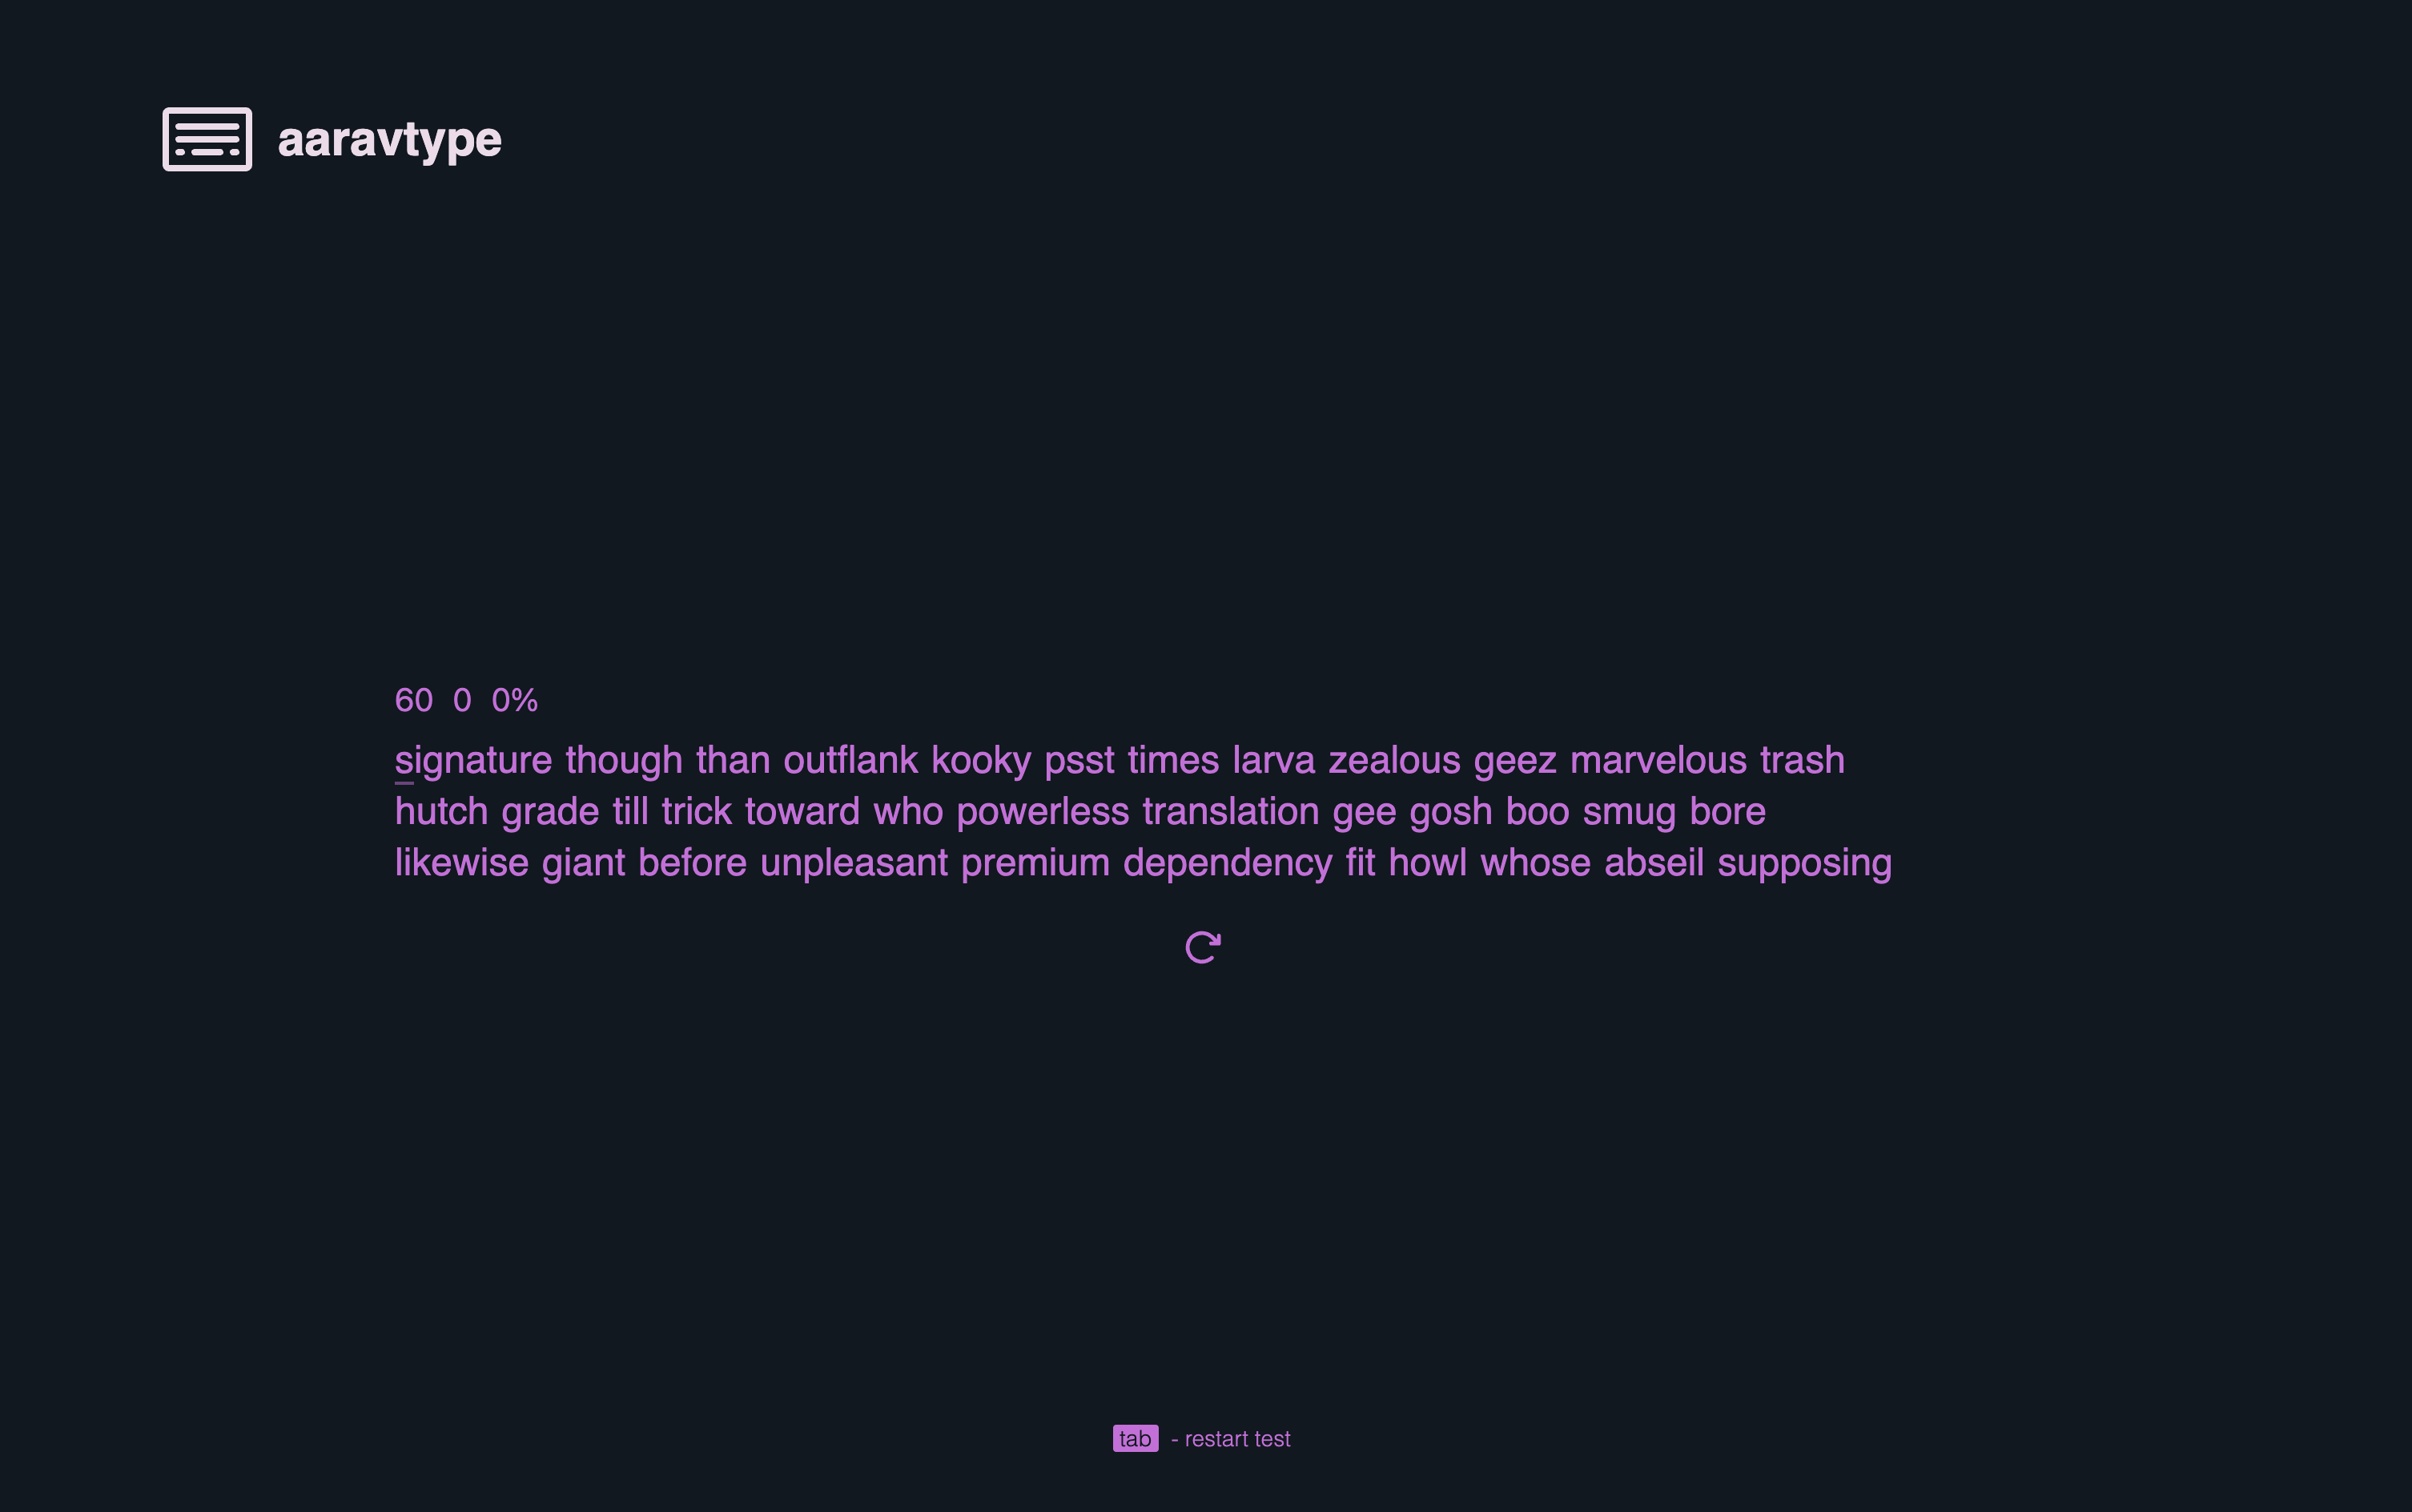 aaravtype
60 0 0%
signature though than outflank kooky psst times larva zealous geez marvelous trash
hutch grade till trick toward who powerless translation gee gosh boo smug bore
likewise giant before unpleasant premium dependency fit howl whose abseil supposing
tab - restart test